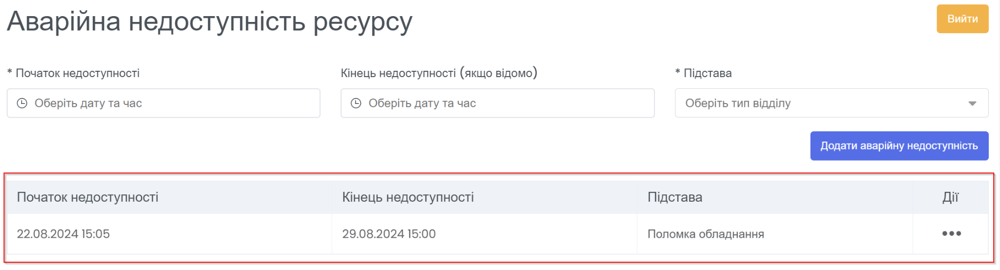 Аварійна недоступність ресурсу
Вийти
* Початок недоступності
Кінець недоступності (якщо відомо)
* Підстава
Оберіть дату та час
Оберіть дату та час
Оберіть тип відділу
Додати аварійну недоступність
Початок недоступності Кінець недоступності Підстава Дії
22.08.2024 15:05 29.08.2024 15:00 Поломка обладнання •••